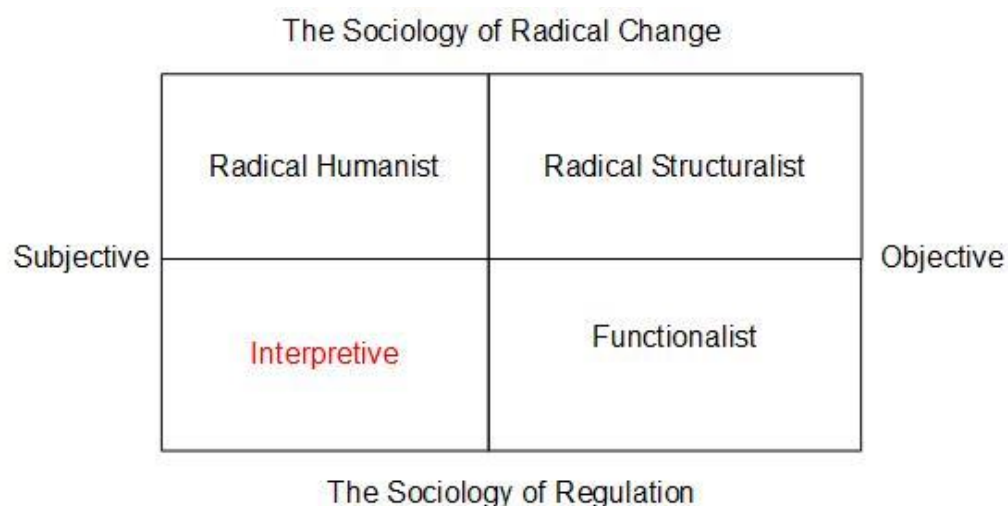 The Sociology of Radical Change
Radical Humanist
Radical Structuralist
Subjective
Objective
Interpretive
Functionalist
The Sociology of Regulation